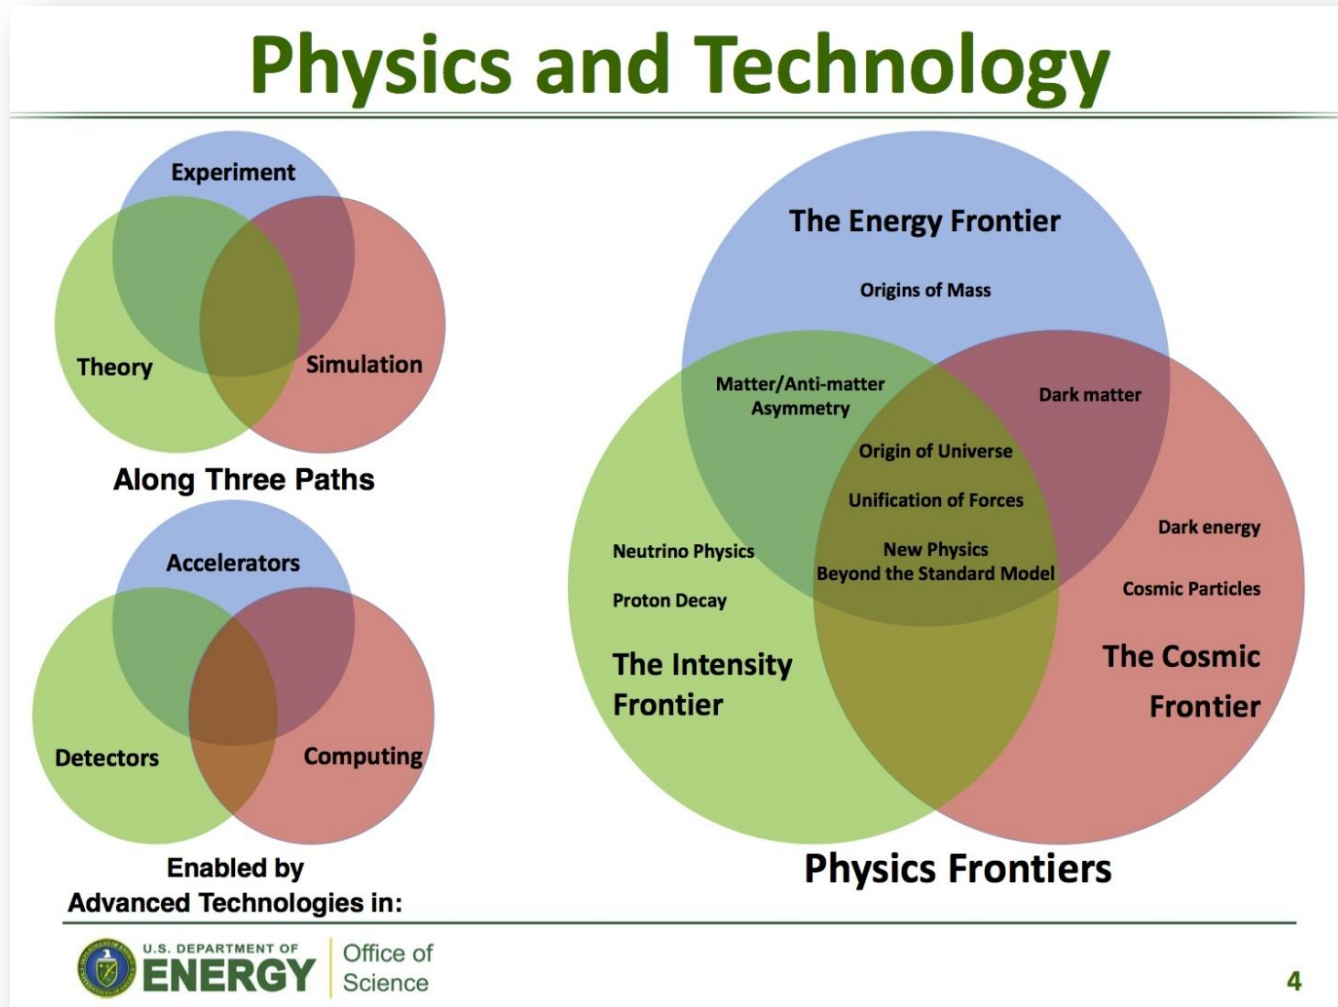 Physics and Technology
Experiment
Theory
Simulation
Along Three Paths
Accelerators
Detectors
Computing
Enabled by
Advanced Technologies in:
The Energy Frontier
Origins of Mass
Matter/Anti-matter
Asymmetry
Dark matter
Origin of Universe
Unification of Forces
New Physics
Beyond the Standard Model
Neutrino Physics
Proton Decay
The Intensity
Frontier
Dark energy
Cosmic Particles
The Cosmic
Frontier
Physics Frontiers
U.S. DEPARTMENT OF
ENERGY
Office of
Science
4